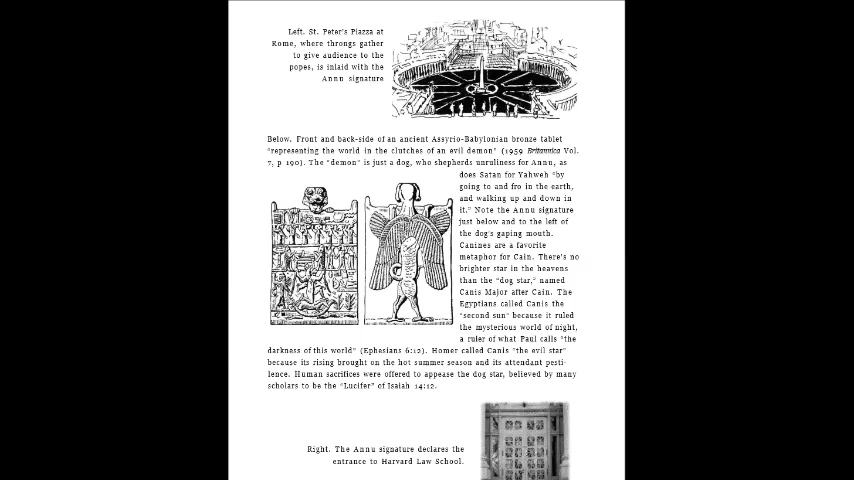 Left. St. Peter's Piazza at
Rome, where throngs gather
to give audience to the
popes, is inlaid with the
Annu signature
Below. Front and back-side of an ancient Assyrio-Babylonian bronze tablet
"representing the world in the clutches of an evil demon" (1959 Britannica Vol.
7, p 190). The "demon" is just a dog, who shepherds unruliness for Annu, as
does Satan for Yahweh "by
going to and fro in the earth,
and walking up and down in
it." Note the Annu signature
just below and to the left of
the dog's gaping mouth.
Canines are a favorite
metaphor for Cain. There's no
brighter star in the heavens
than the "dog star," named
Canis Major after Cain. The
Egyptians called Canis the
"second sun" because it ruled
the mysterious world of night,
a ruler of what Paul calls "the
darkness of this world" (Ephesians 6:12). Homer called Canis "the evil star"
because its rising brought on the hot summer season and its attendant pesti-
lence. Human sacrifices were offered to appease the dog star, believed by many
scholars to be the "Lucifer" of Isaiah 14:12.
Right. The Annu signature declares the
entrance to Harvard Law School.